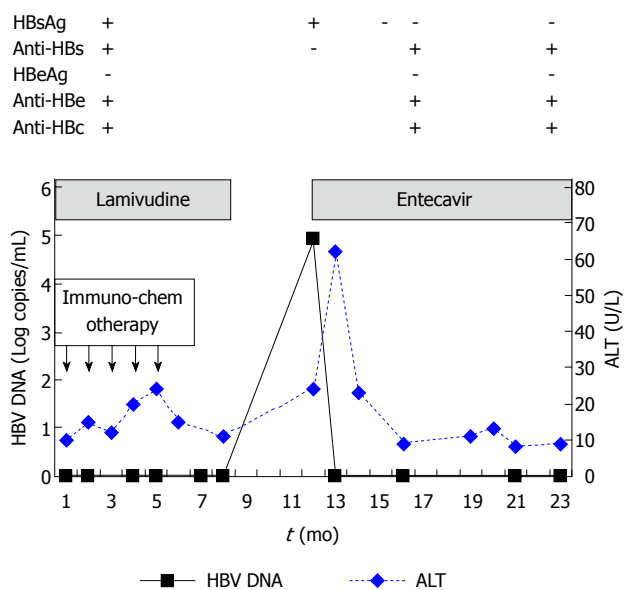 HBsAg + + - - -
Anti-HBs + - + +
HBeAg - - -
Anti-HBe + + +
Anti-HBc + + +
Lamivudine Entecavir
Immuno-chem
otherapy
HBV DNA (Log copies/mL)
6
5
4
3
2
1
0
ALT (U/L)
80
70
60
50
40
30
20
10
0
1 3 5 7 9 11 13 15 17 19 21 23
t (mo)
HBV DNA ALT